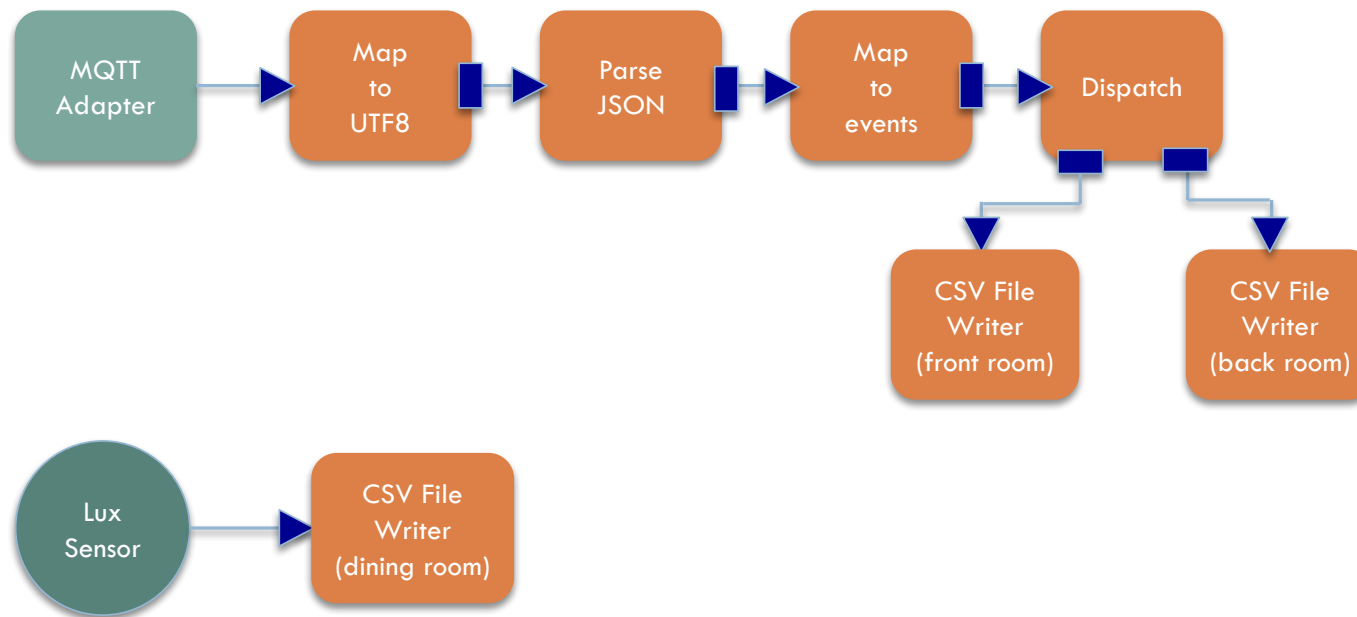 MQTT
Adapter
Map
to
UTF8
Parse
JSON
Map
to
events
Dispatch
CSV File
Writer
(front room)
CSV File
Writer
(back room)
Lux
Sensor
CSV File
Writer
(dining room)